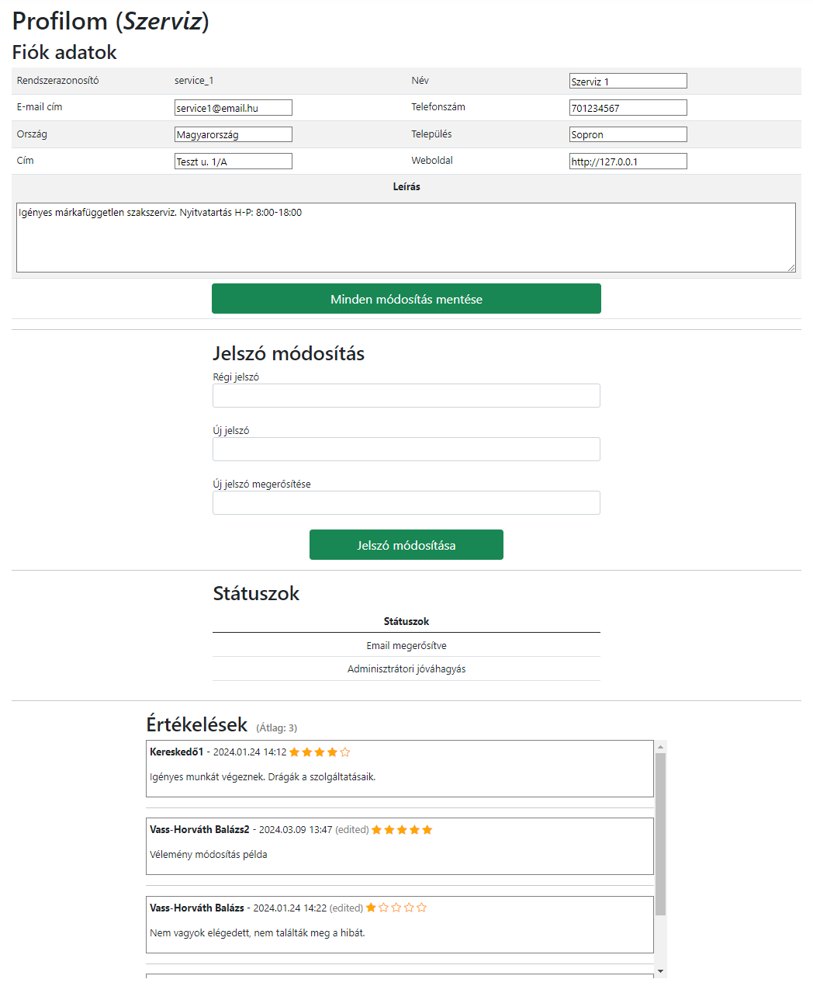 Profilom (Szerviz)
Fiók adatok
Rendszerazonosító service_1 Név Szerviz 1
E-mail cím service1@email.hu Telefonszám 701234567
Ország Magyarország Település Sopron
Cím Teszt u. 1/A Weboldal http://127.0.0.1
Leírás
Igényes márkafüggetlen szakszerviz. Nyitvatartás H-P: 8:00-18:00
Minden módosítás mentése
Jelszó módosítás
Régi jelszó
Új jelszó
Új jelszó megerősítése
Jelszó módosítása
Státuszok
Státuszok
Email megerősítve
Adminisztrátori jóváhagyás
Értékelések (Átlag: 3)
Kereskedő1 - 2024.01.24 14:12
Igényes munkát végeznek. Drágák a szolgáltatásaik.
Vass-Horváth Balázs2 - 2024.03.09 13:47 (edited)
Vélemény módosítás példa
Vass-Horváth Balázs - 2024.01.24 14:22 (edited)
Nem vagyok elégedett, nem találták meg a hibát.